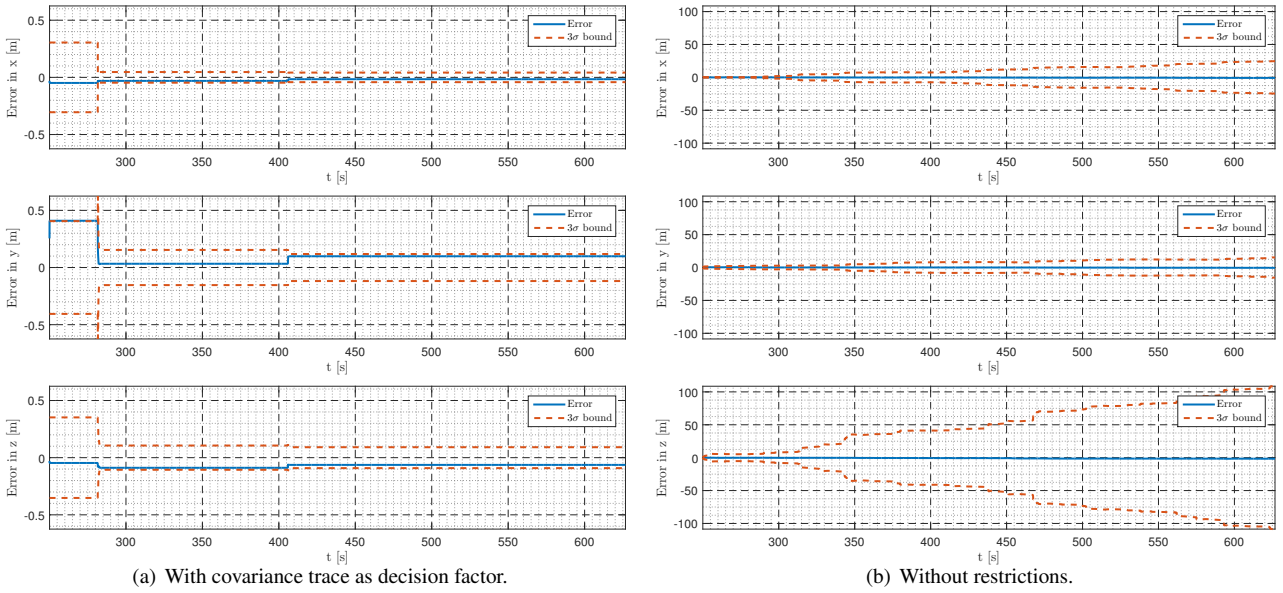 Error in x [m]
0.5
0
-0.5
Error
3σ bound
300 350 400 450 500 550 600
t [s]
Error in y [m]
0.5
0
-0.5
Error
3σ bound
300 350 400 450 500 550 600
t [s]
Error in z [m]
0.5
0
-0.5
Error
3σ bound
300 350 400 450 500 550 600
t [s]
(a) With covariance trace as decision factor.
Error in x [m]
100
50
0
-50
-100
Error
3σ bound
250 300 350 400 450 500 550 600
t [s]
Error in y [m]
100
50
0
-50
-100
Error
3σ bound
250 300 350 400 450 500 550 600
t [s]
Error in z [m]
100
50
0
-50
-100
Error
3σ bound
250 300 350 400 450 500 550 600
t [s]
(b) Without restrictions.